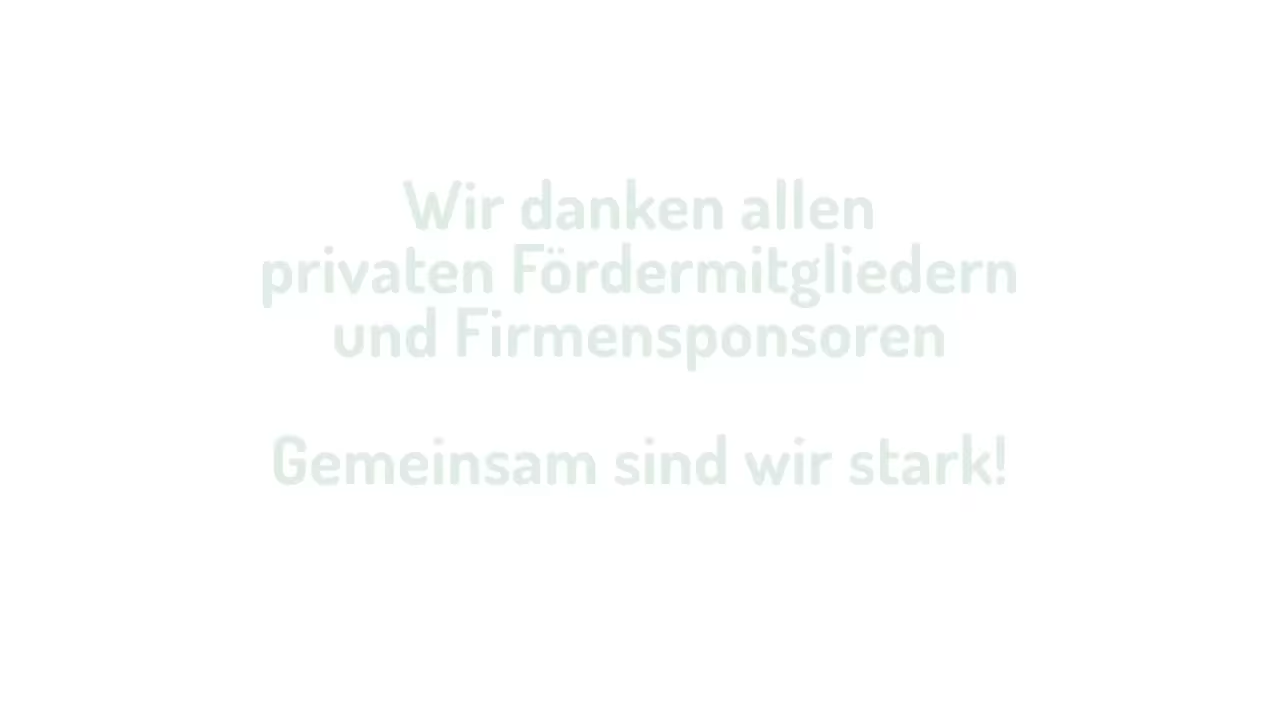 Wir danken allen
privaten Fördermitgliedern
und Firmensponsoren
Gemeinsam sind wir stark!